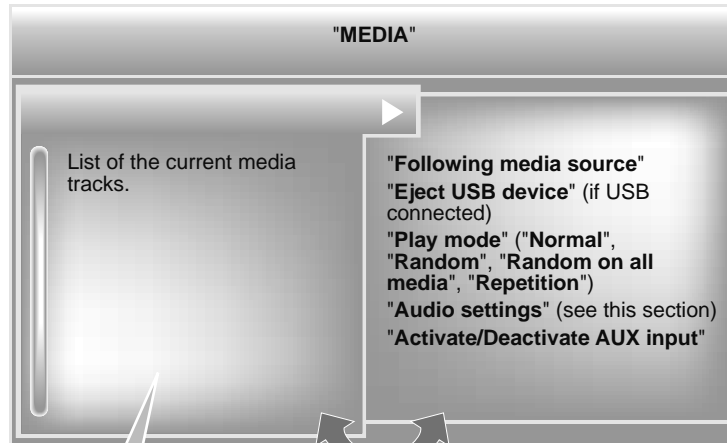 "MEDIA"
List of the current media
tracks.
"Following media source"
"Eject USB device" (if USB
connected)
"Play mode" ("Normal",
"Random", "Random on all
media", "Repetition")
"Audio settings" (see this section)
"Activate/Deactivate AUX input"